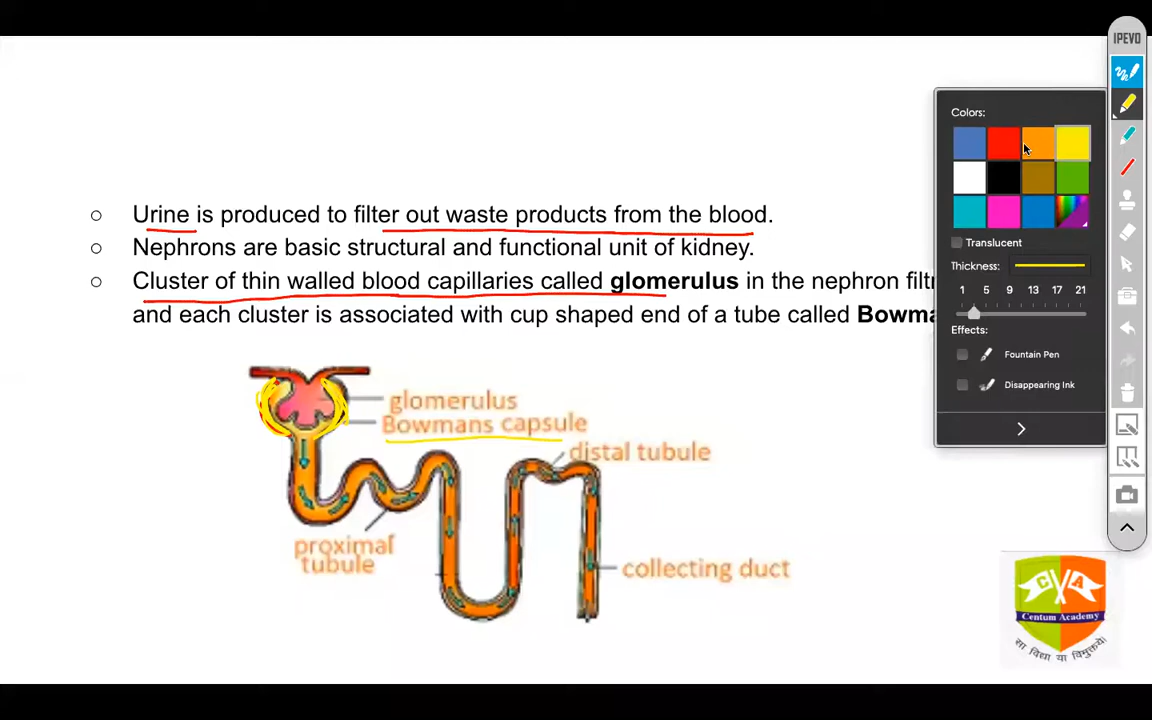 IPEVO
Colors:
Urine is produced to filter out waste products from the blood.
Nephrons are basic structural and functional unit of kidney.
Cluster of thin walled blood capillaries called glomerulus in the nephron filtr
and each cluster is associated with cup shaped end of a tube called Bowma
Translucent
Thickness:
1 5 9 13 17 21
Effects:
Fountain Pen
Disappearing Ink
glomerulus
Bowmans capsule
distal tubule
proximal
tubule
collecting duct
C A
Centum Academy
सा विद्या या विमुक्तये